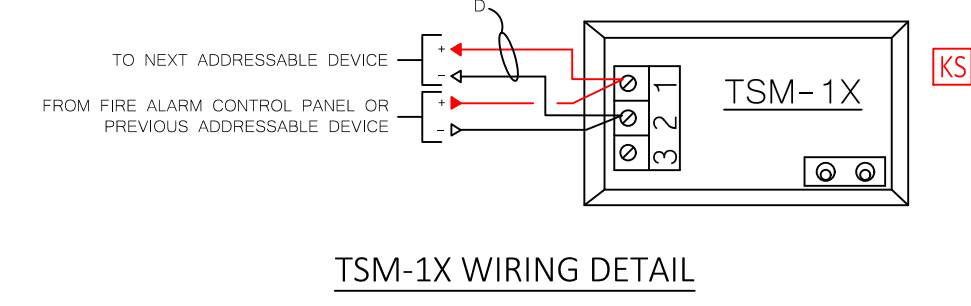 D
TO NEXT ADDRESSABLE DEVICE
+
-
FROM FIRE ALARM CONTROL PANEL OR
PREVIOUS ADDRESSABLE DEVICE
+
-
1
2
3
TSM-1X
KS
TSM-1X WIRING DETAIL